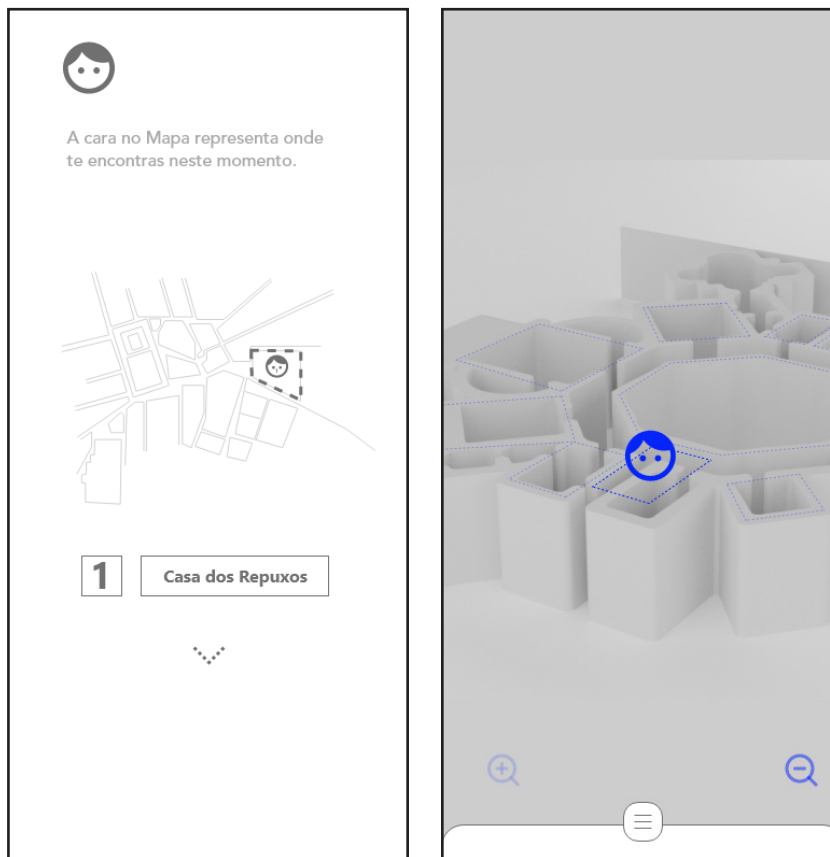 A cara no Mapa representa onde
te encontras neste momento.
1
Casa dos Repuxos